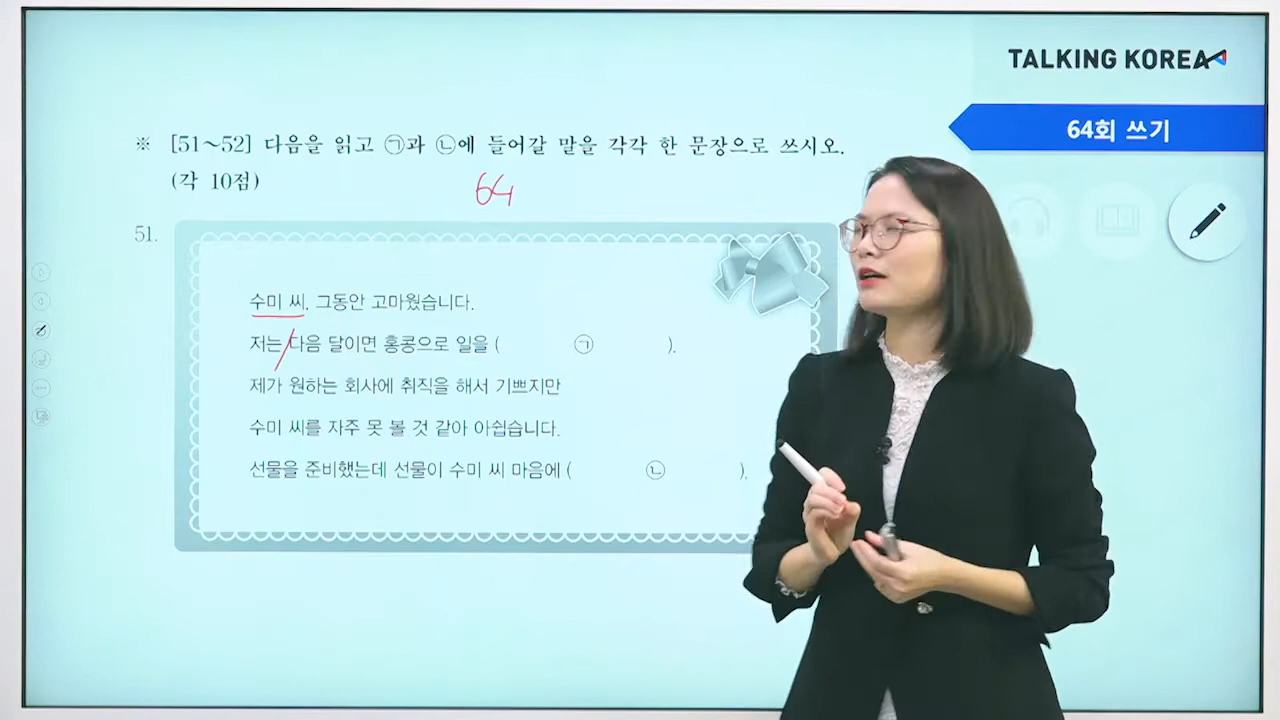 TALKING KOREA
64회 쓰기
※ [51~52] 다음을 읽고 ㉠과 ㉡에 들어갈 말을 각각 한 문장으로 쓰시오.
(각 10점)
64
51.
수미 씨, 그동안 고마웠습니다.
저는 다음 달이면 홍콩으로 일을 ( ㉠ ).
제가 원하는 회사에 취직을 해서 기쁘지만
수미 씨를 자주 못 볼 것 같아 아쉽습니다.
선물을 준비했는데 선물이 수미 씨 마음에 ( ㉡ ).